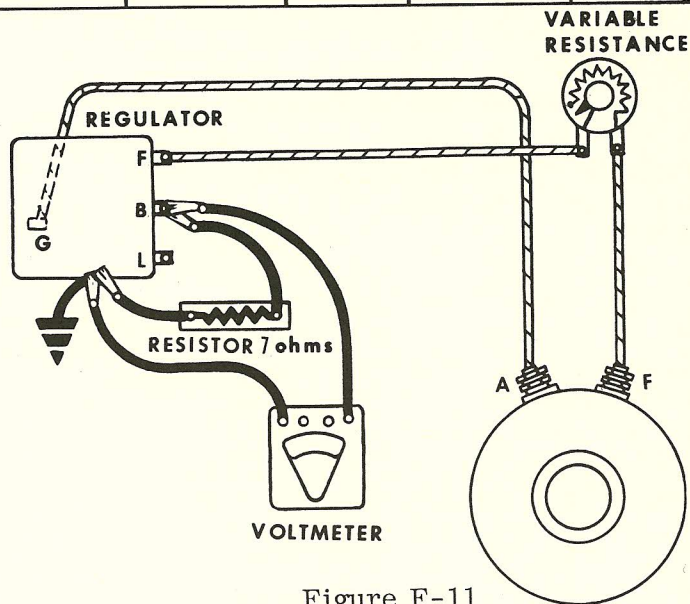 VARIABLE
RESISTANCE
REGULATOR
F
B
G
L
RESISTOR 7 ohms
A
F
VOLTMETER
Figure E-11